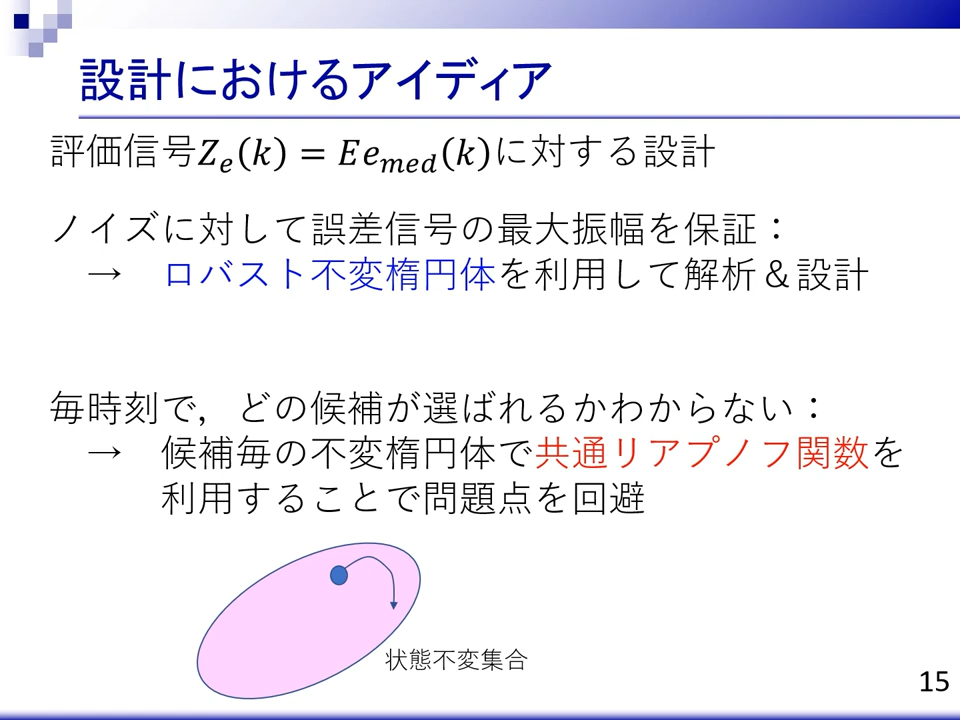 設計におけるアイディア
評価信号Z_e(k) = Ee_{med}(k)に対する設計
ノイズに対して誤差信号の最大振幅を保証：
→　ロバスト不変楕円体を利用して解析＆設計
毎時刻で，どの候補が選ばれるかわからない：
→　候補毎の不変楕円体で共通リアプノフ関数を
利用することで問題点を回避
状態不変集合
15